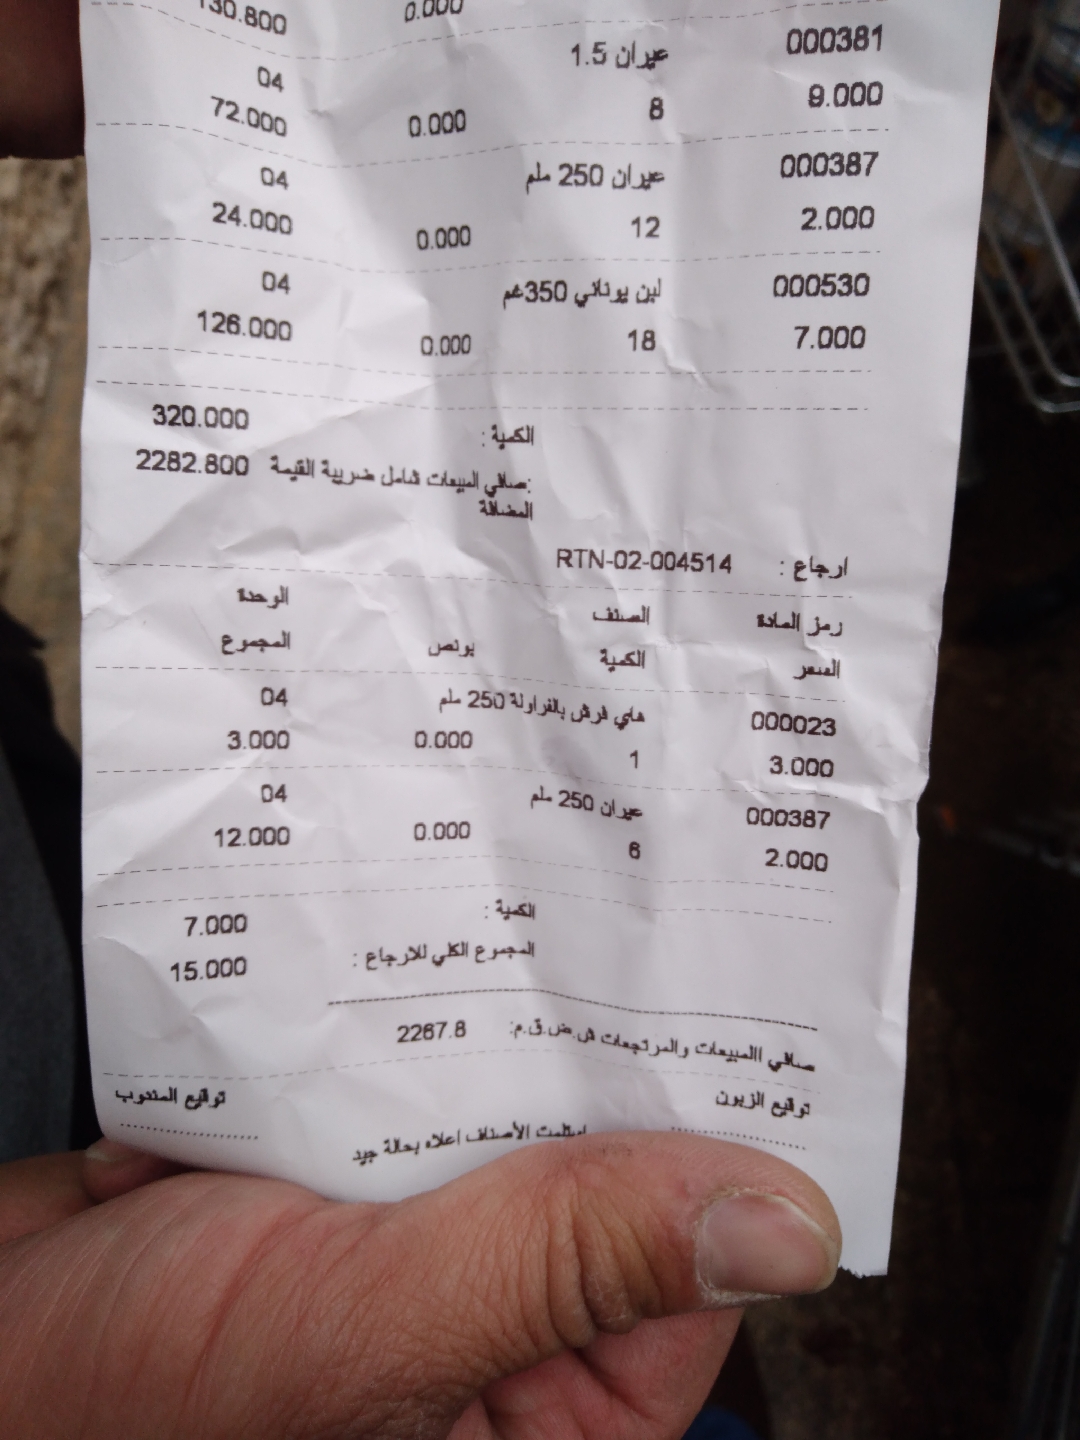 0.000 130.800
000381 عيران 1.5 04
9.000 8 0.000 72.000
000387 عيران 250 ملم 04
2.000 12 0.000 24.000
000530 لبن يوناني 350غم 04
7.000 18 0.000 126.000
الكمية : 320.000
صافي المبيعات شامل ضريبة القيمة: 2282.800
المضافة
ارجاع : RTN-02-004514
رمز المادة الصنف الوحدة
السعر الكمية بونص المجموع
000023 هاي فرش بالفراولة 250 ملم 04
3.000 1 0.000 3.000
000387 عيران 250 ملم 04
2.000 6 0.000 12.000
الكمية : 7.000
المجموع الكلي للارجاع : 15.000
صافي االمبيعات والمرتجعات ش.ض.ق.م: 2267.8
توقيع الزبون توقيع المندوب
استلمت الأصناف اعلاه بحالة جيد